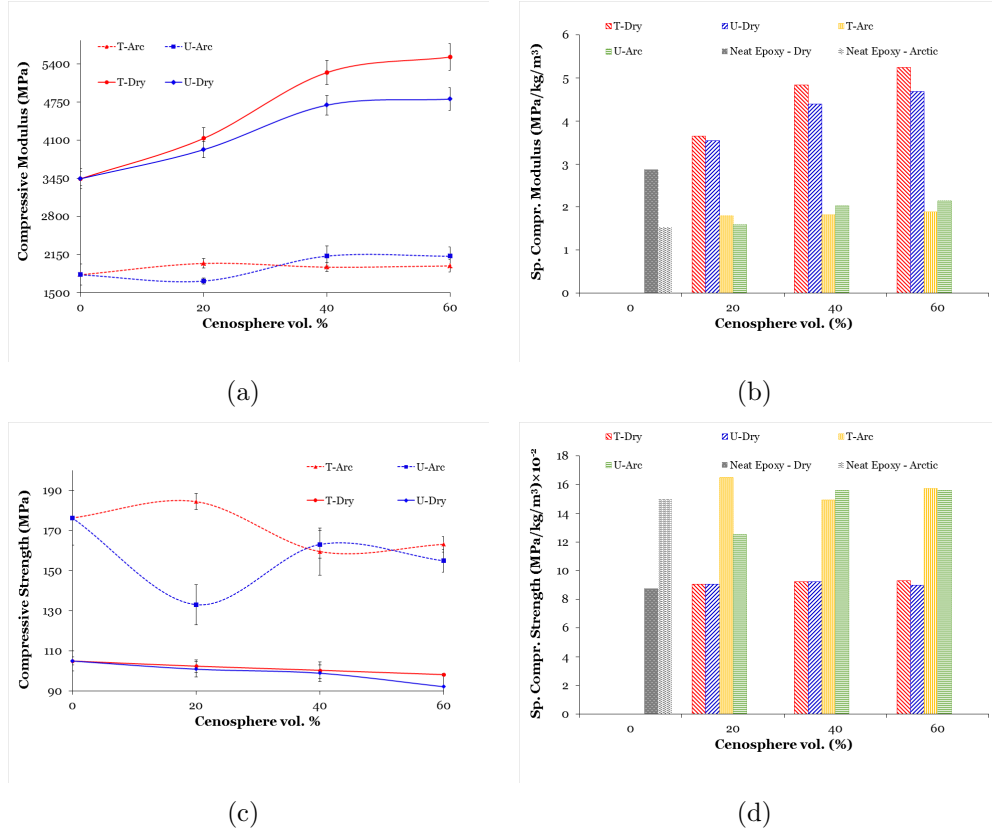 T-Arc
U-Arc
T-Dry
U-Dry
Compressive Modulus (MPa)
5400
4750
4100
3450
2800
2150
1500
0
20
40
60
Cenosphere vol. %
(a)
T-Dry
U-Dry
T-Arc
U-Arc
Neat Epoxy - Dry
Neat Epoxy - Arctic
Sp. Compr. Modulus (MPa/kg/m³)
6
5
4
3
2
1
0
0
20
40
60
Cenosphere vol. (%)
(b)
T-Arc
U-Arc
T-Dry
U-Dry
Compressive Strength (MPa)
190
170
150
130
110
90
0
20
40
60
Cenosphere vol. %
(c)
T-Dry
U-Dry
T-Arc
U-Arc
Neat Epoxy - Dry
Neat Epoxy - Arctic
Sp. Compr. Strength (MPa/kg/m³)×10⁻²
18
16
14
12
10
8
6
4
2
0
0
20
40
60
Cenosphere vol. (%)
(d)